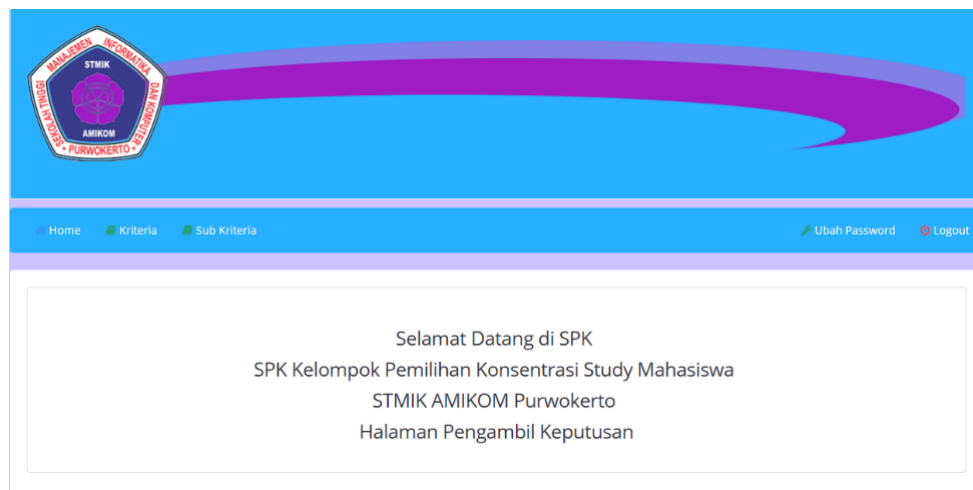 SEKOLAH TINGGI MANAJEMEN INFORMATIKA DAN KOMPUTER
STMIK
AMIKOM
• PURWOKERTO •
Home Kriteria Sub Kriteria Ubah Password Logout
Selamat Datang di SPK
SPK Kelompok Pemilihan Konsentrasi Study Mahasiswa
STMIK AMIKOM Purwokerto
Halaman Pengambil Keputusan